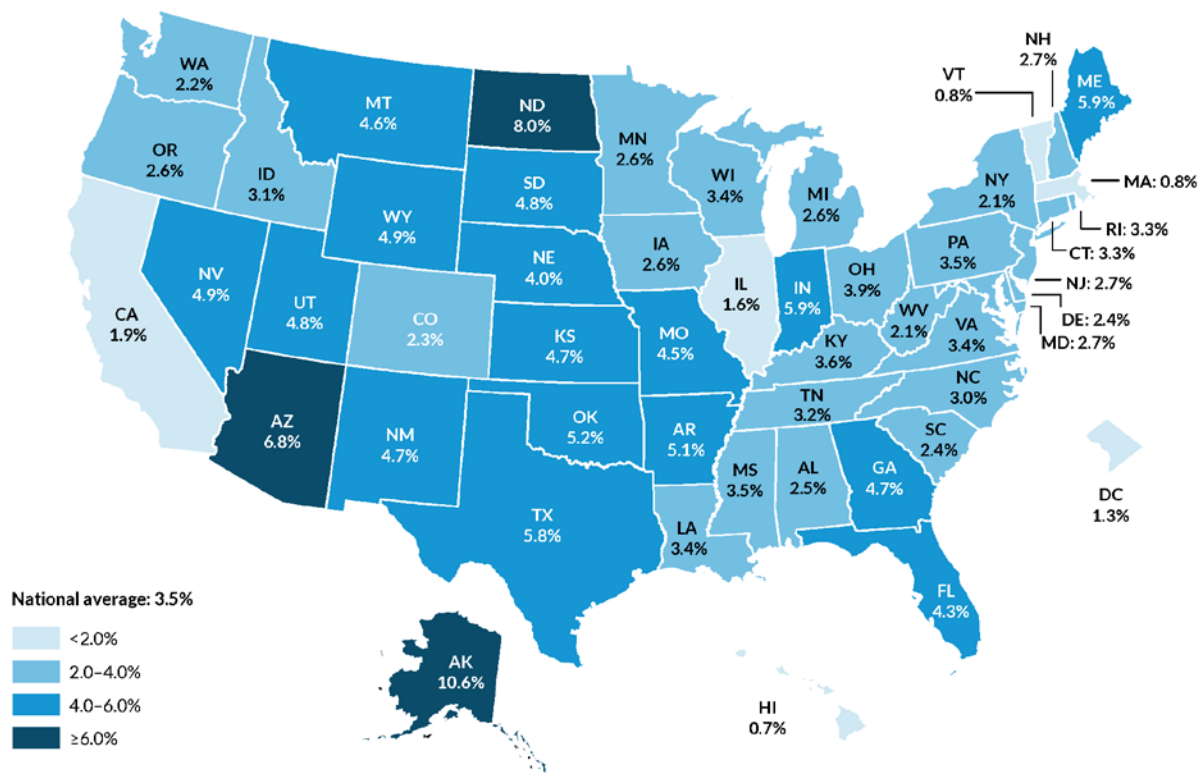 NH
2.7%
VT
0.8%
ME
5.9%
WA
2.2%
MT
4.6%
ND
8.0%
MN
2.6%
OR
2.6%
ID
3.1%
SD
4.8%
WI
3.4%
MI
2.6%
NY
2.1%
MA: 0.8%
RI: 3.3%
CT: 3.3%
WY
4.9%
IA
2.6%
PA
3.5%
NJ: 2.7%
DE: 2.4%
MD: 2.7%
NV
4.9%
NE
4.0%
IL
1.6%
IN
5.9%
OH
3.9%
UT
4.8%
CA
1.9%
CO
2.3%
KS
4.7%
MO
4.5%
KY
3.6%
WV
2.1%
VA
3.4%
NC
3.0%
TN
3.2%
AZ
6.8%
NM
4.7%
OK
5.2%
AR
5.1%
SC
2.4%
MS
3.5%
AL
2.5%
GA
4.7%
DC
1.3%
TX
5.8%
LA
3.4%
FL
4.3%
National average: 3.5%
<2.0%
2.0–4.0%
4.0–6.0%
≥6.0%
AK
10.6%
HI
0.7%